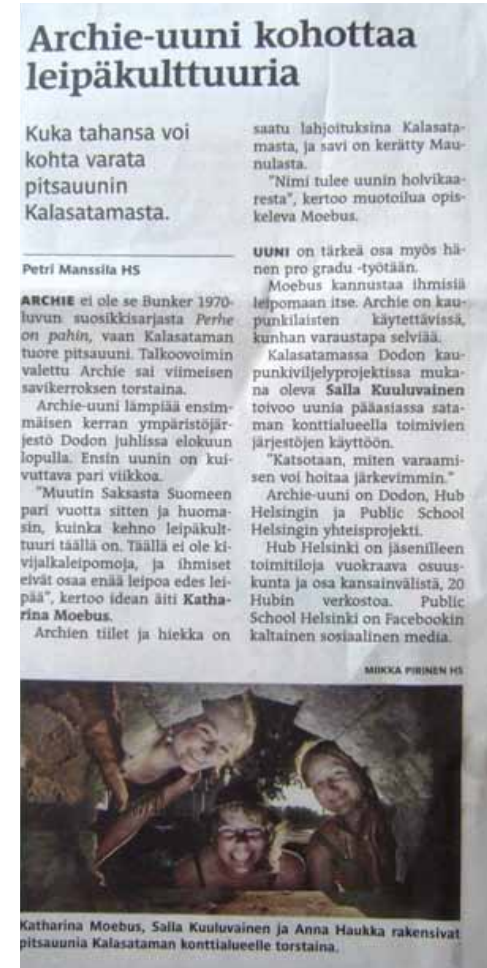 Archie-uuni kohottaa
leipäkulttuuria
Kuka tahansa voi
kohta varata
pitsauunin
Kalasatamasta.
Petri Manssila HS
ARCHIE ei ole se Bunker 1970-
luvun suosikkisarjasta Perhe
on pahin, vaan Kalasataman
tuore pitsauuni. Talkoovoimin
valettu Archie sai viimeisen
savikerroksen torstaina.
Archie-uuni lämpiää ensim-
mäisen kerran ympäristöjär-
jestö Dodon juhlissa elokuun
lopulla. Ensin uunin on kui-
vuttava pari viikkoa.
"Muutin Saksasta Suomeen
pari vuotta sitten ja huoma-
sin, kuinka kehno leipäkult-
tuuri täällä on. Täällä ei ole ki-
vijalkaleipomoja, ja ihmiset
eivät osaa enää leipoa edes lei-
pää", kertoo idean äiti Katha-
rina Moebus.
Archien tiilet ja hiekka on
saatu lahjoituksina Kalasata-
masta, ja savi on kerätty Mau-
nulasta.
"Nimi tulee uunin holvikaa-
resta", kertoo muotoilua opis-
keleva Moebus.
UUNI on tärkeä osa myös hä-
nen pro gradu -työtään.
Moebus kannustaa ihmisiä
leipomaan itse. Archie on kau-
punkilaisten käytettävissä,
kunhan varaustapa selviää.
Kalasatamassa Dodon kau-
punkiviljelyprojektissa muka-
na oleva Salla Kuuluvainen
toivoo uunia pääasiassa sata-
man konttialueella toimivien
järjestöjen käyttöön.
"Katsotaan, miten varaami-
sen voi hoitaa järkevimmin."
Archie-uuni on Dodon, Hub
Helsingin ja Public School
Helsingin yhteisprojekti.
Hub Helsinki on jäsenilleen
toimitiloja vuokraava osuus-
kunta ja osa kansainvälistä, 20
Hubin verkostoa. Public
School Helsinki on Facebookin
kaltainen sosiaalinen media.
MIIKKA PIRINEN HS
Katharina Moebus, Salla Kuuluvainen ja Anna Haukka rakensivat
pitsauunia Kalasataman konttialueelle torstaina.